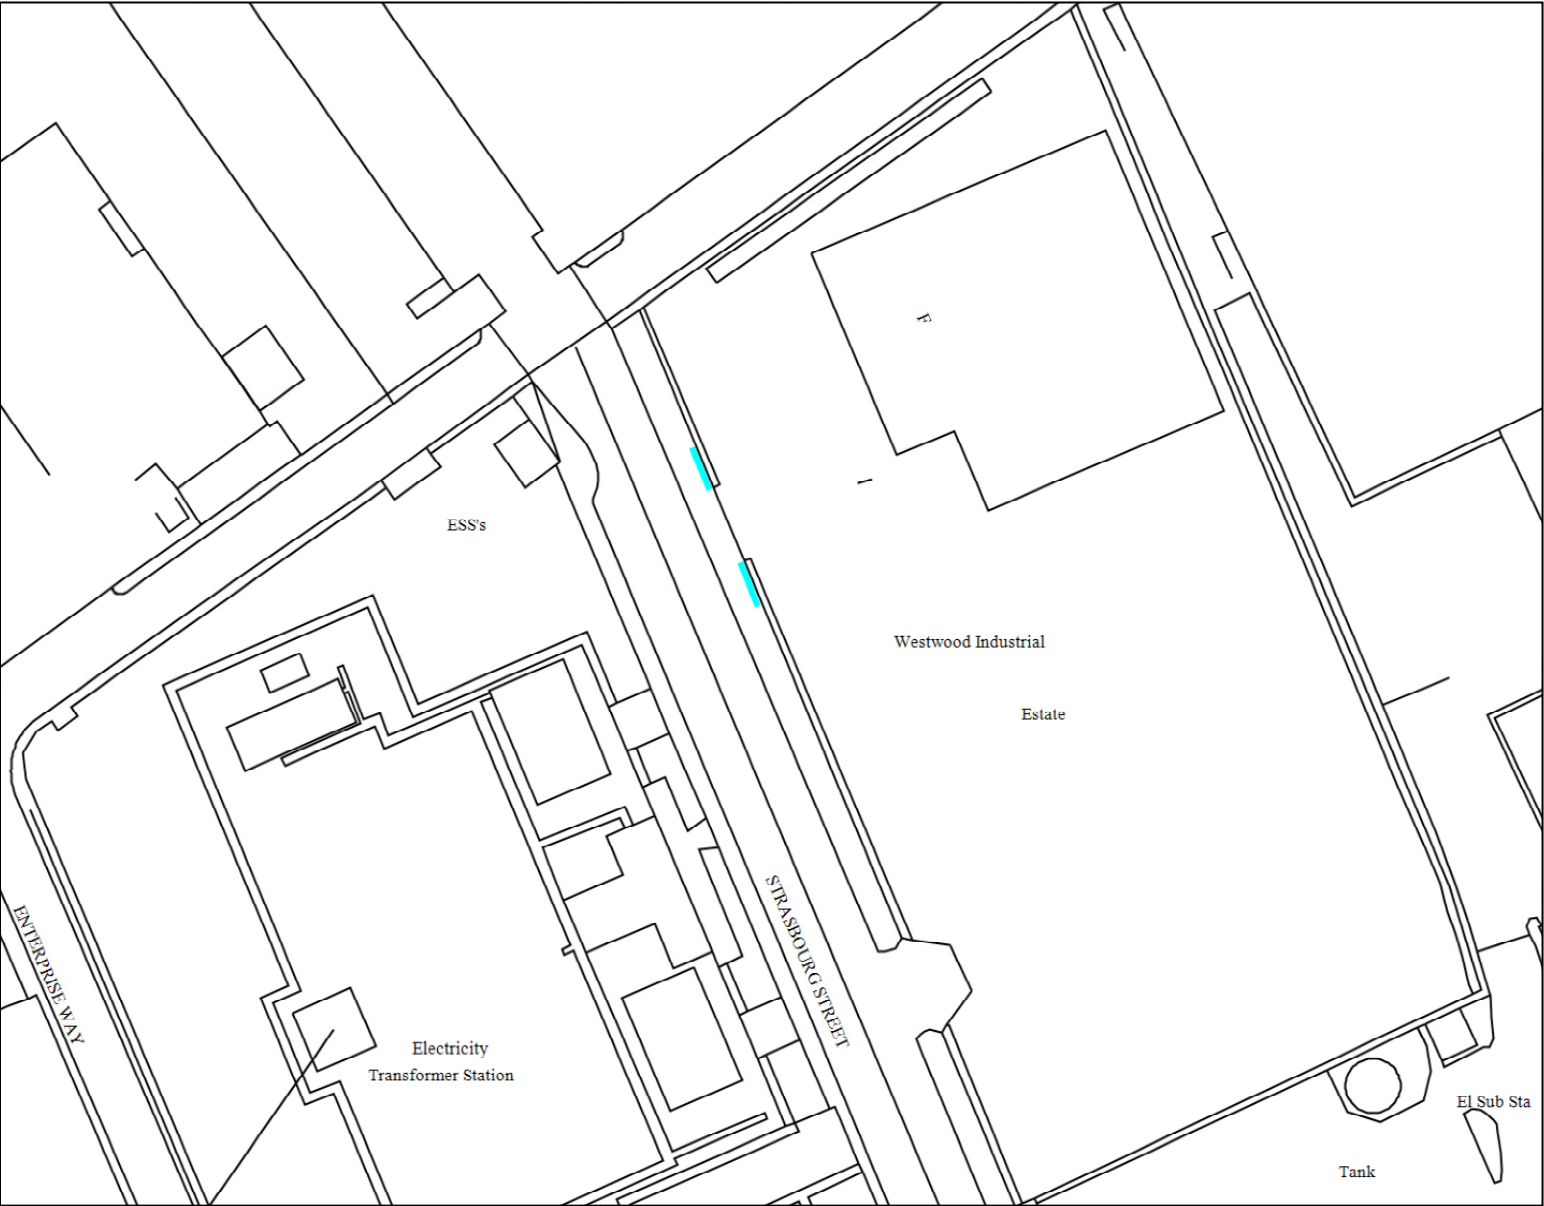 F
ESS's
l
Westwood Industrial
Estate
STRASBOURG STREET
ENTERPRISE WAY
Electricity
Transformer Station
El Sub Sta
Tank